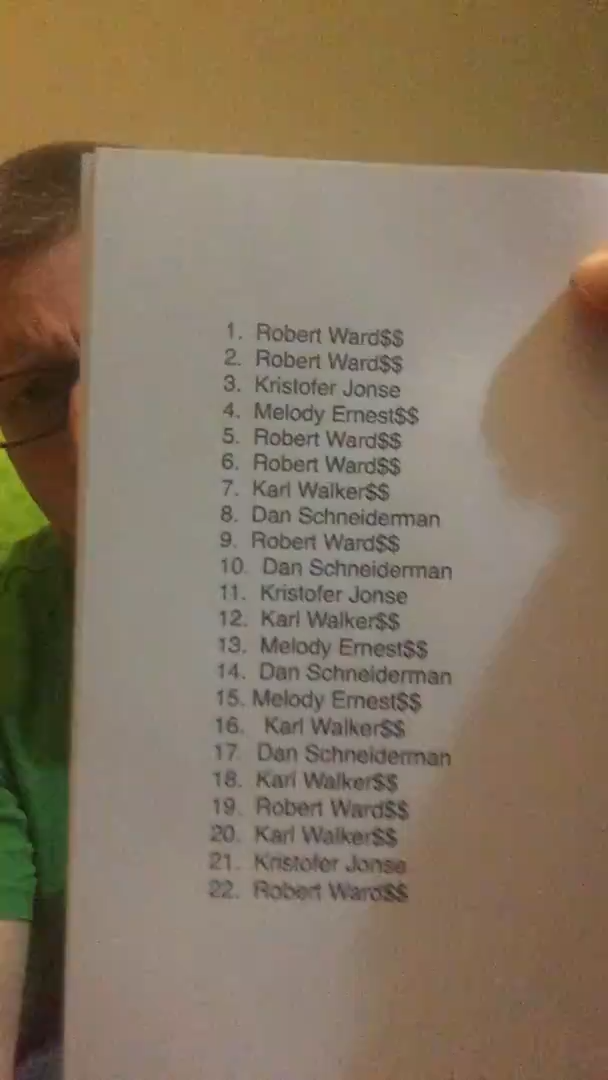 1. Robert Ward$$
2. Robert Ward$$
3. Kristofer Jonse
4. Melody Ernest$$
5. Robert Ward$$
6. Robert Ward$$
7. Karl Walker$$
8. Dan Schneiderman
9. Robert Ward$$
10. Dan Schneiderman
11. Kristofer Jonse
12. Karl Walker$$
13. Melody Ernest$$
14. Dan Schneiderman
15. Melody Ernest$$
16. Karl Walker$$
17. Dan Schneiderman
18. Karl Walker$$
19. Robert Ward$$
20. Karl Walker$$
21. Kristofer Jonse
22. Robert Ward$$